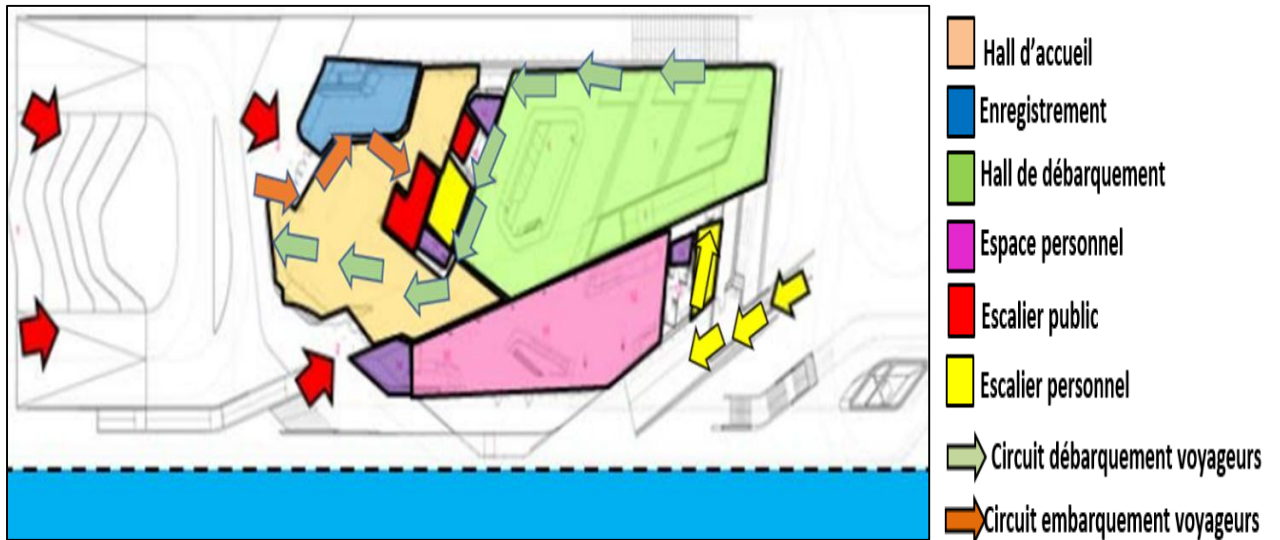 Hall d’accueil
Enregistrement
Hall de débarquement
Espace personnel
Escalier public
Escalier personnel
Circuit débarquement voyageurs
Circuit embarquement voyageurs